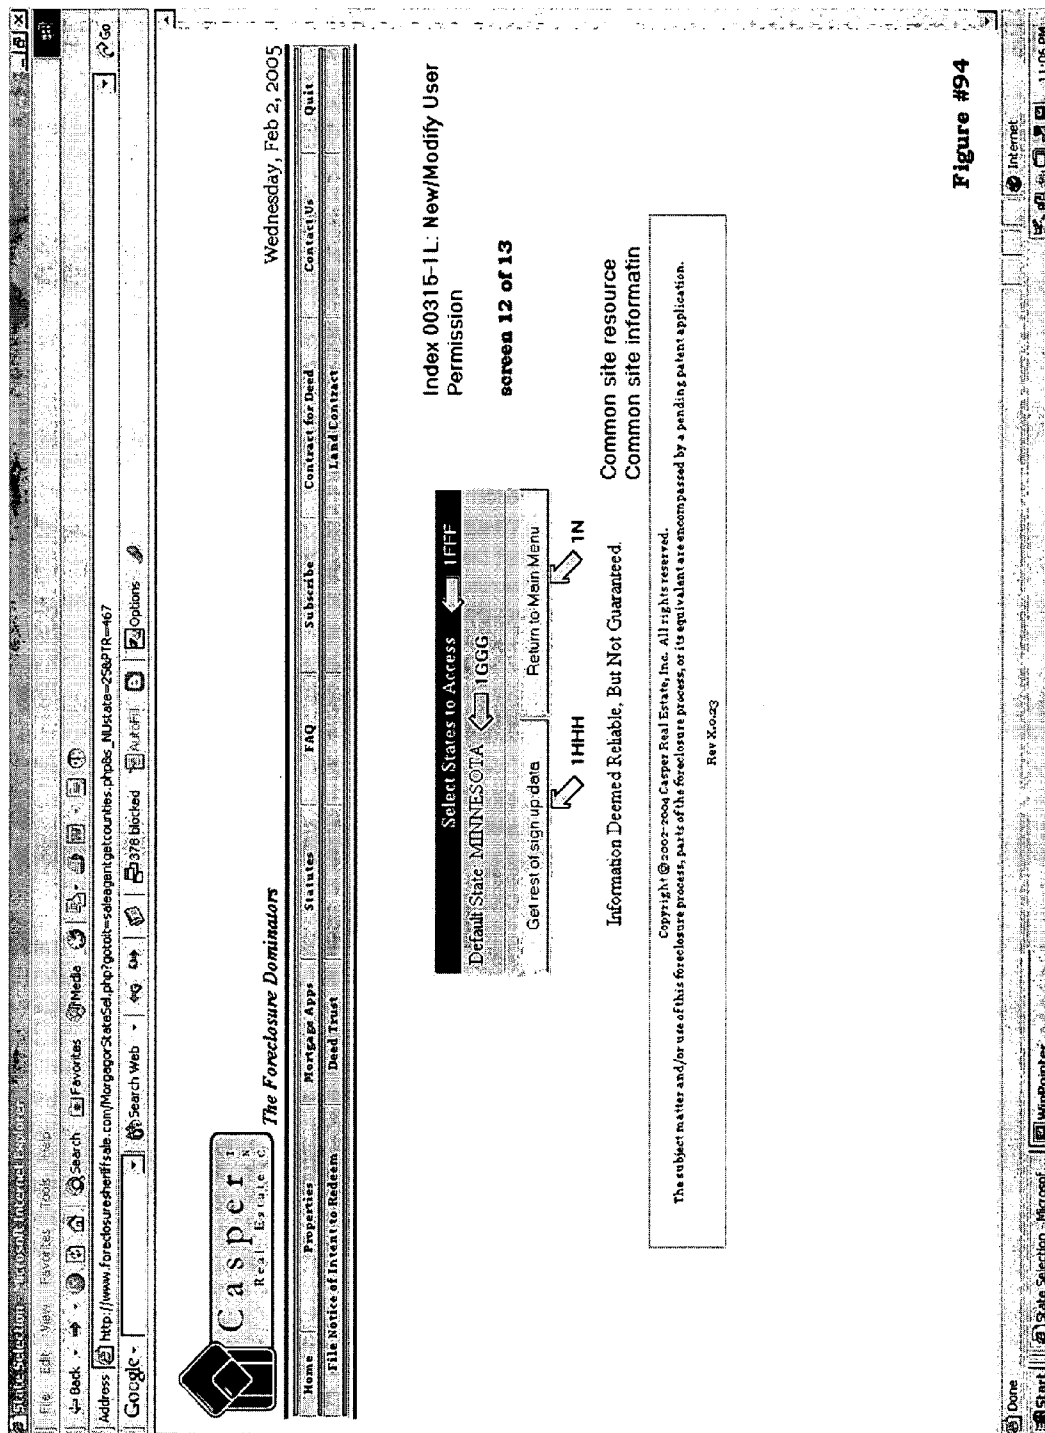 State Selection - Microsoft Internet Explorer
File Edit View Favorites Tools Help
Back Search Favorites Media
Address http://www.foreclosuresheriffsale.com/MorgagorStateSel.php?gotoit=saleagentgetcounties.php&s_NUstate=25&PTR=467 Go
Google Search Web 378 blocked AutoFill Options
Casper INC
Real Estate
The Foreclosure Dominators
Wednesday, Feb 2, 2005
Home Properties Mortgage Apps Statutes FAQ Subscribe Contract for Deed Contact Us Quit
File Notice of Intent to Redeem Deed Trust Land Contract
Index 00315-1L: New/Modify User
Permission
screen 12 of 13
Select States to Access 1FFF
Default State: MINNESOTA 1GGG
Get rest of sign up data Return to Main Menu
1HHH 1N
Information Deemed Reliable, But Not Guaranteed.
Common site resource
Common site informatin
Copyright @2002-2004 Casper Real Estate, Inc. All rights reserved.
The subject matter and/or use of this foreclosure process, parts of the foreclosure process, or its equivalent are encompassed by a pending patent application.
Rev X.0.23
Figure #94
Done Internet
Start State Selection - Microsof... WinPointer 11:06 PM